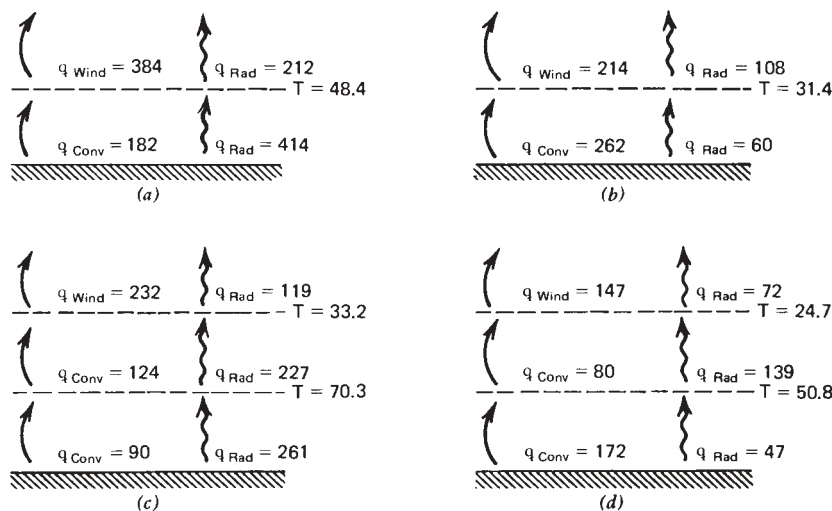 q Wind = 384
q Rad = 212
T = 48.4
q Conv = 182
q Rad = 414
(a)
q Wind = 214
q Rad = 108
T = 31.4
q Conv = 262
q Rad = 60
(b)
q Wind = 232
q Rad = 119
T = 33.2
q Conv = 124
q Rad = 227
T = 70.3
q Conv = 90
q Rad = 261
(c)
q Wind = 147
q Rad = 72
T = 24.7
q Conv = 80
q Rad = 139
T = 50.8
q Conv = 172
q Rad = 47
(d)